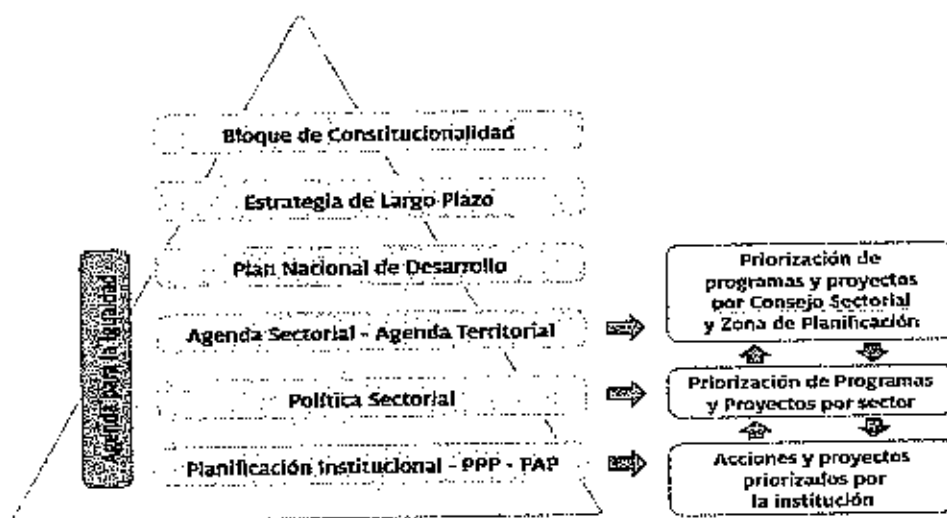 Bloque de Constitucionalidad
Estrategia de Largo Plazo
Plan Nacional de Desarrollo
Agenda Sectorial - Agenda Territorial
Política Sectorial
Planificación Institucional - PPP - PAP
Agenda para la Igualdad
Priorización de
programas y proyectos
por Consejo Sectorial
y Zona de Planificación
Priorización de Programas
y Proyectos por sector
Acciones y proyectos
priorizados por
la institución